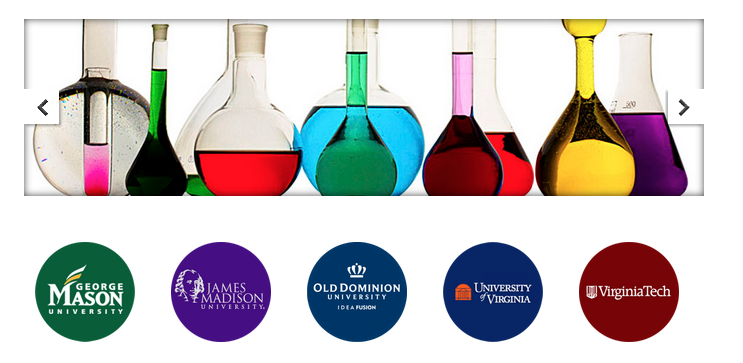 GEORGE
MASON
UNIVERSITY
JAMES
MADISON
UNIVERSITY.
OLD DOMINION
UNIVERSITY
IDEA FUSION
UNIVERSITY
of VIRGINIA
VirginiaTech